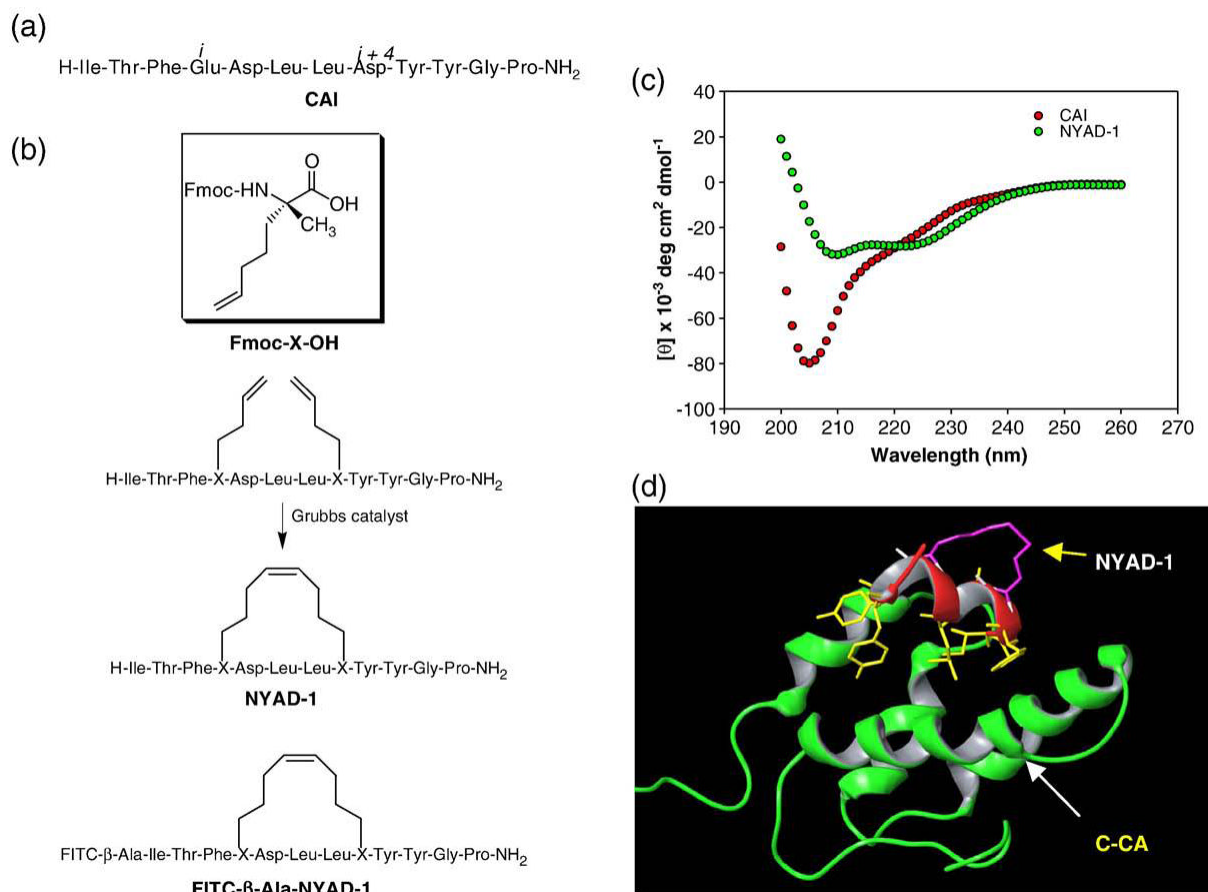 (a)
i
i + 4
H-Ile-Thr-Phe-Glu-Asp-Leu-Leu-Asp-Tyr-Tyr-Gly-Pro-NH2
CAI
(b)
O
Fmoc-HN
OH
CH3
Fmoc-X-OH
H-Ile-Thr-Phe-X-Asp-Leu-Leu-X-Tyr-Tyr-Gly-Pro-NH2
Grubbs catalyst
H-Ile-Thr-Phe-X-Asp-Leu-Leu-X-Tyr-Tyr-Gly-Pro-NH2
NYAD-1
FITC-β-Ala-Ile-Thr-Phe-X-Asp-Leu-Leu-X-Tyr-Tyr-Gly-Pro-NH2
FITC-β-Ala-NYAD-1
(c)
[θ] x 10-3 deg cm2 dmol-1
40
20
0
-20
-40
-60
-80
-100
CAI
NYAD-1
190 200 210 220 230 240 250 260 270
Wavelength (nm)
(d)
NYAD-1
C-CA